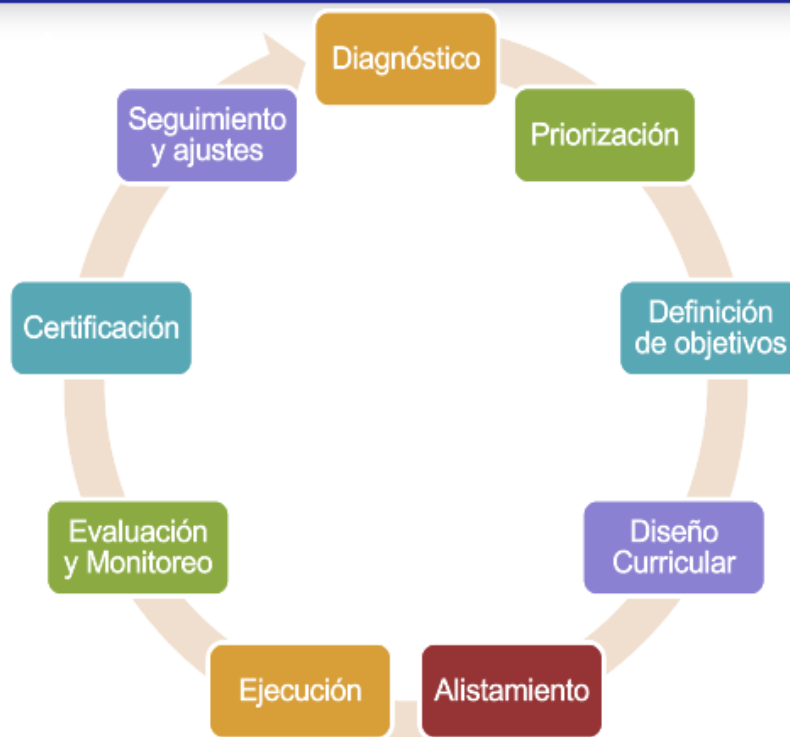 Diagnóstico
Priorización
Definición
de objetivos
Diseño
Curricular
Alistamiento
Ejecución
Evaluación
y Monitoreo
Certificación
Seguimiento
y ajustes